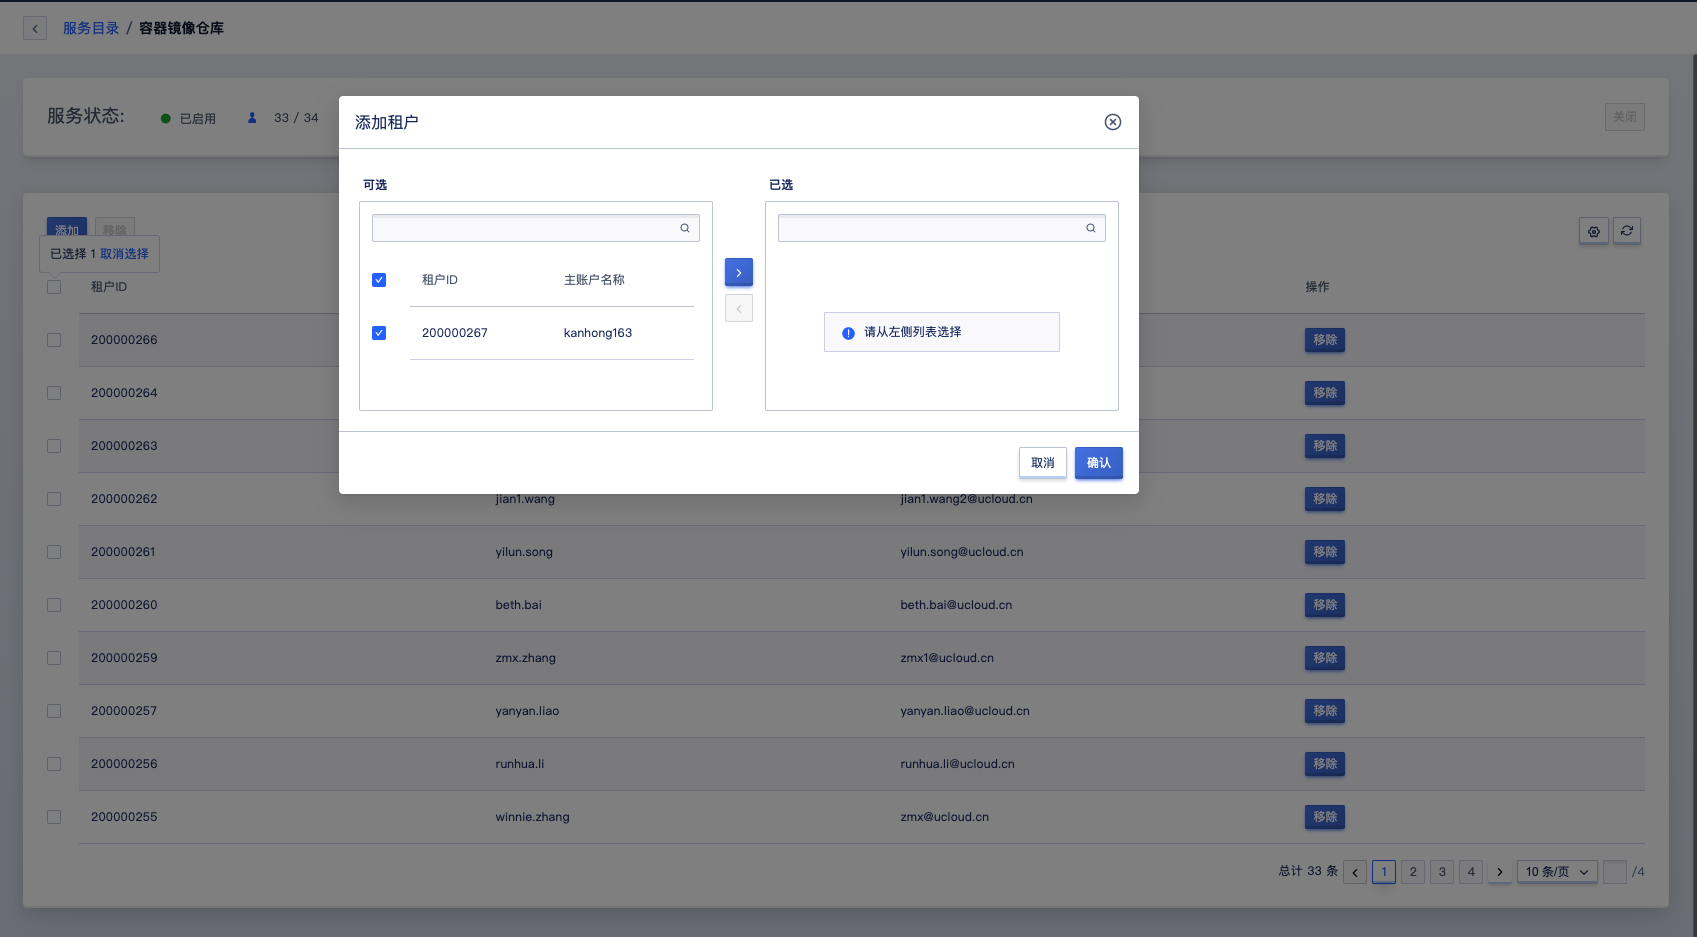 服务目录 / 容器镜像仓库
服务状态: 已启用 33 / 34 关闭
添加租户
可选 已选
添加 移除
已选择 1 取消选择
租户ID 操作
租户ID 主账户名称
200000267 kanhong163
请从左侧列表选择
取消 确认
200000266 移除
200000264 移除
200000263 移除
200000262 jian1.wang jian1.wang2@ucloud.cn 移除
200000261 yilun.song yilun.song@ucloud.cn 移除
200000260 beth.bai beth.bai@ucloud.cn 移除
200000259 zmx.zhang zmx1@ucloud.cn 移除
200000257 yanyan.liao yanyan.liao@ucloud.cn 移除
200000256 runhua.li runhua.li@ucloud.cn 移除
200000255 winnie.zhang zmx@ucloud.cn 移除
总计 33 条 1 2 3 4 10 条/页 /4